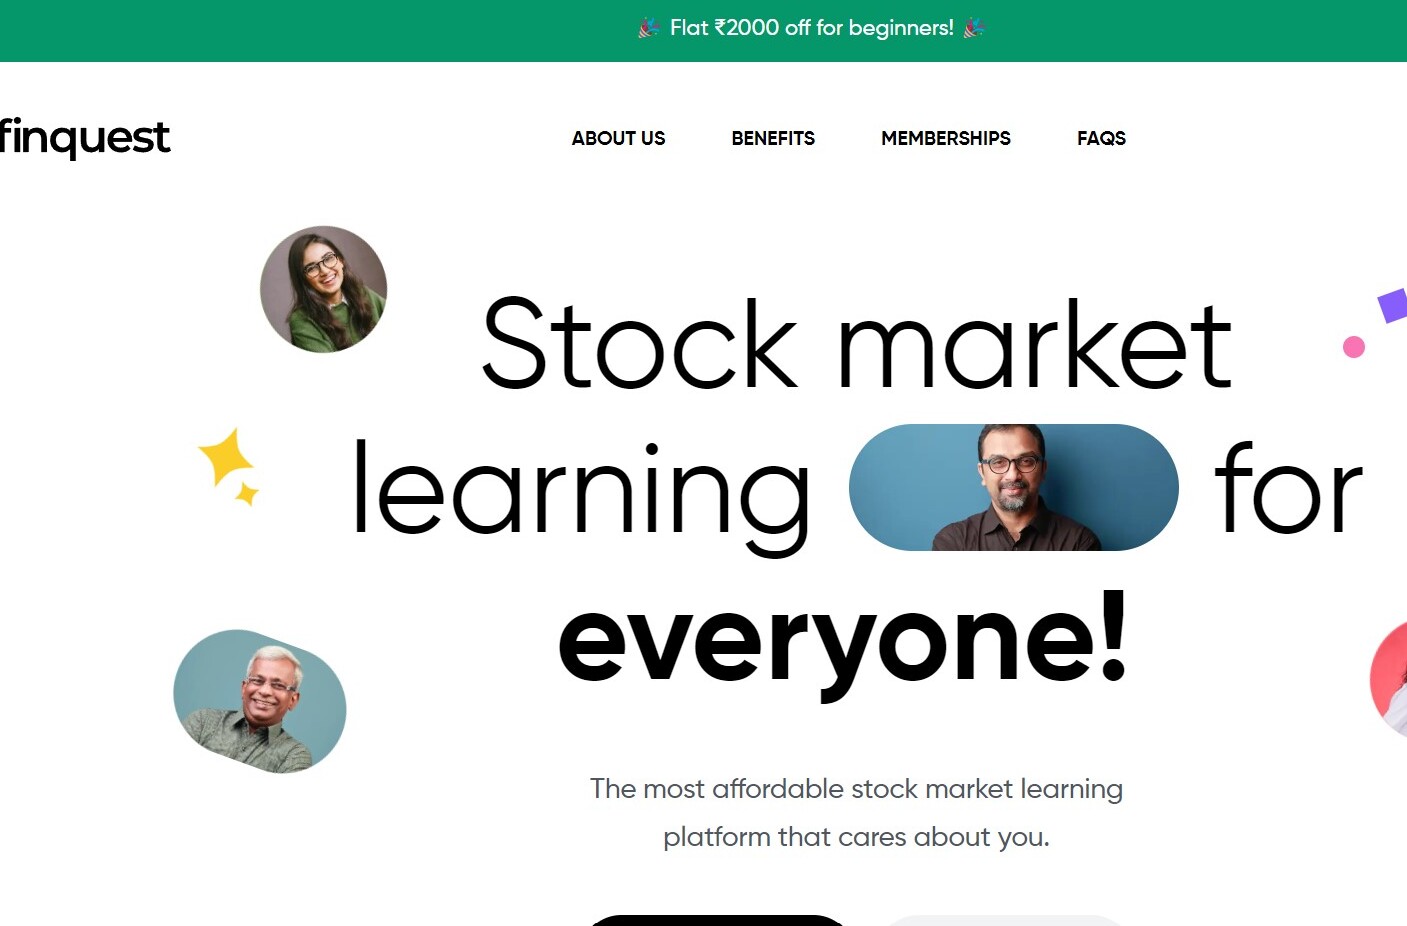 🎉 Flat ₹2000 off for beginners! 🎉
finquest
ABOUT US BENEFITS MEMBERSHIPS FAQS
Stock market
learning for
everyone!
The most affordable stock market learning
platform that cares about you.